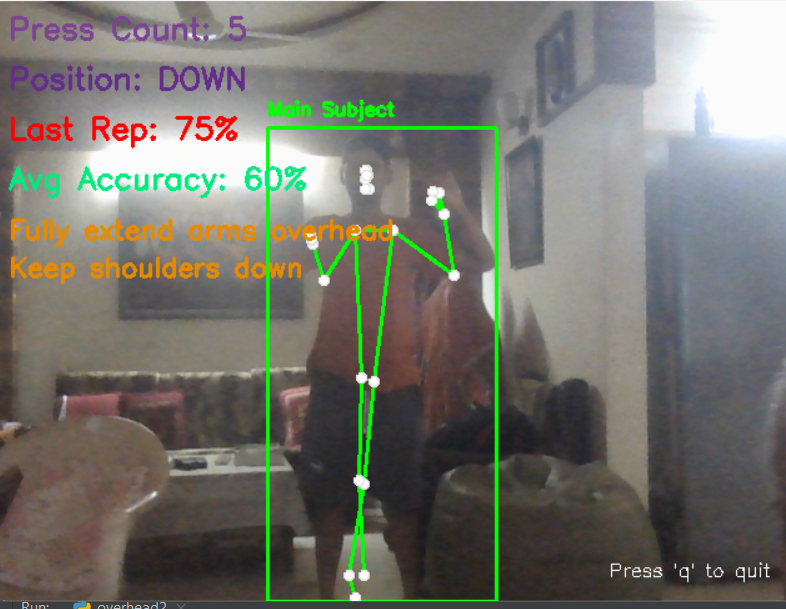 Press Count: 5
Position: DOWN
Main Subject
Last Rep: 75%
Avg Accuracy: 60%
Fully extend arms overhead
Keep shoulders down
Press 'q' to quit
Run: overhead2